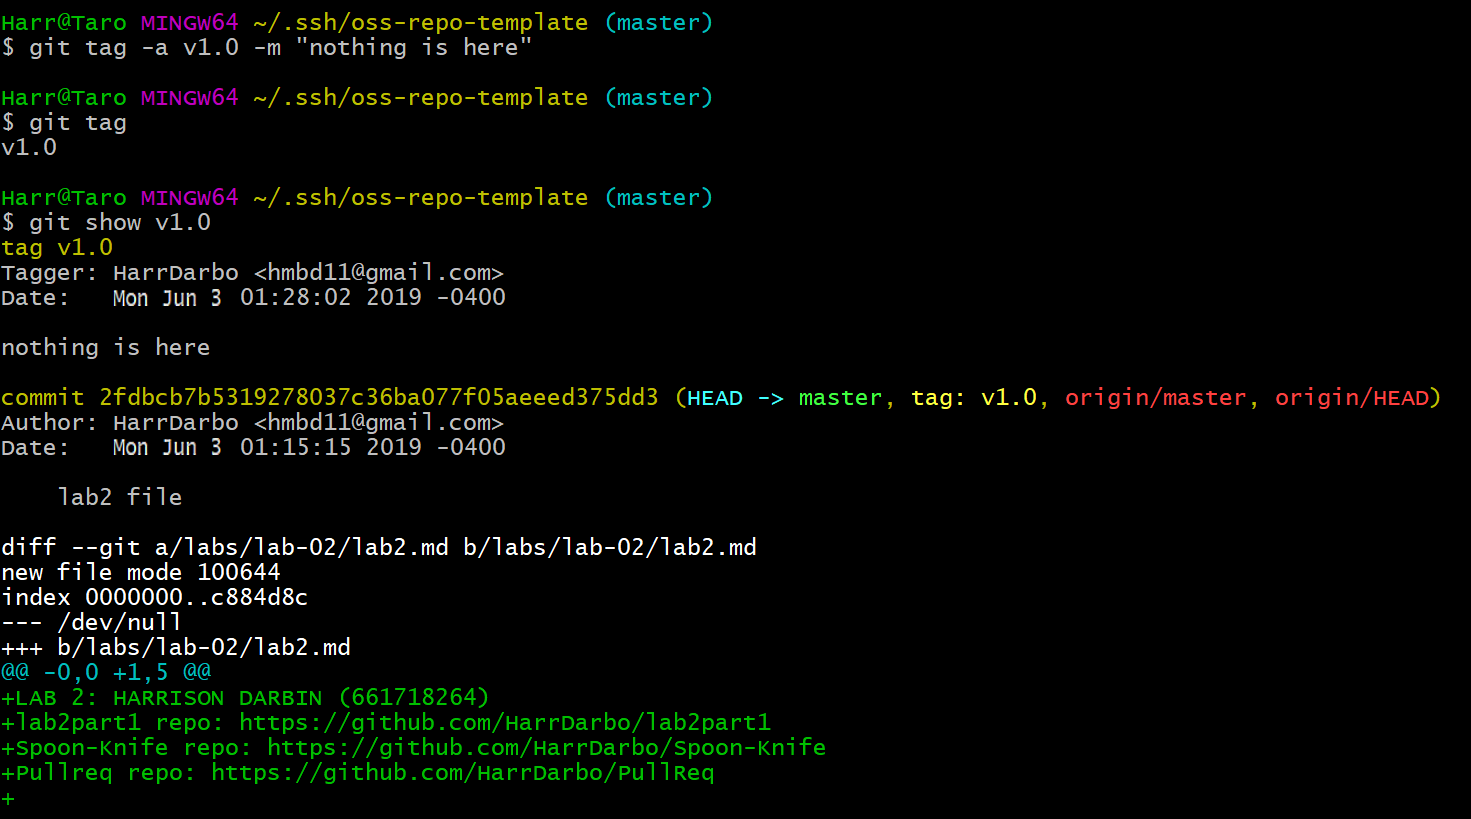 Harr@Taro MINGW64 ~/.ssh/oss-repo-template (master)
$ git tag -a v1.0 -m "nothing is here"
Harr@Taro MINGW64 ~/.ssh/oss-repo-template (master)
$ git tag
v1.0
Harr@Taro MINGW64 ~/.ssh/oss-repo-template (master)
$ git show v1.0
tag v1.0
Tagger: HarrDarbo <hmbd11@gmail.com>
Date:   Mon Jun 3 01:28:02 2019 -0400
nothing is here
commit 2fdbcb7b5319278037c36ba077f05aeeed375dd3 (HEAD -> master, tag: v1.0, origin/master, origin/HEAD)
Author: HarrDarbo <hmbd11@gmail.com>
Date:   Mon Jun 3 01:15:15 2019 -0400
    lab2 file
diff --git a/labs/lab-02/lab2.md b/labs/lab-02/lab2.md
new file mode 100644
index 0000000..c884d8c
--- /dev/null
+++ b/labs/lab-02/lab2.md
@@ -0,0 +1,5 @@
+LAB 2: HARRISON DARBIN (661718264)
+lab2part1 repo: https://github.com/HarrDarbo/lab2part1
+Spoon-Knife repo: https://github.com/HarrDarbo/Spoon-Knife
+Pullreq repo: https://github.com/HarrDarbo/PullReq
+